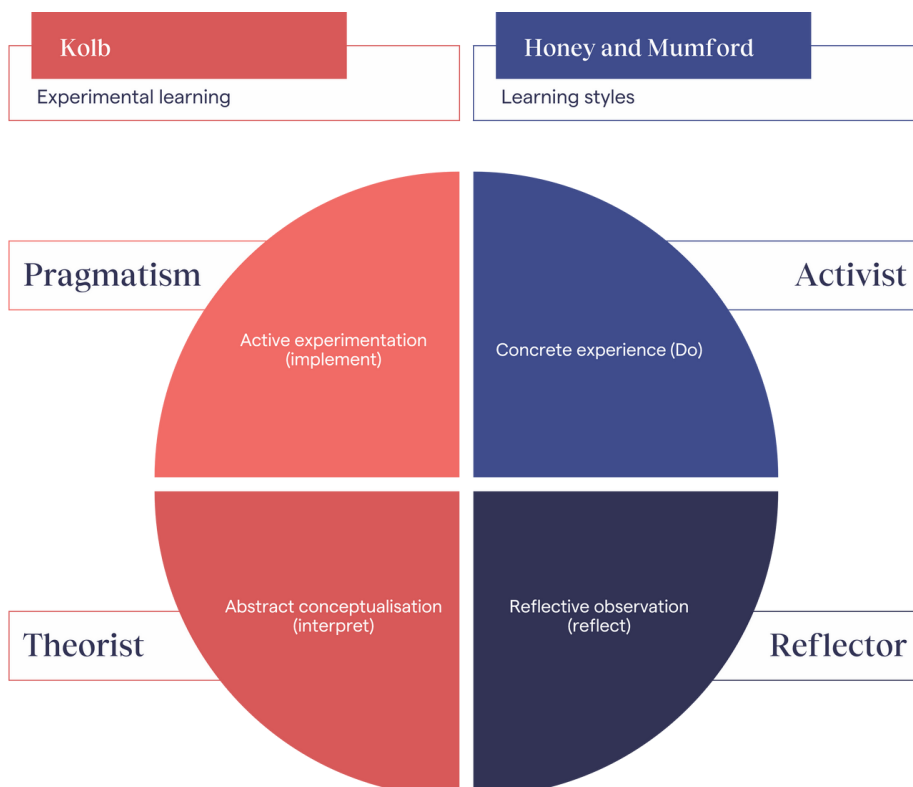 Kolb
Experimental learning
Honey and Mumford
Learning styles
Pragmatism
Activist
Active experimentation
(implement)
Concrete experience (Do)
Abstract conceptualisation
(interpret)
Reflective observation
(reflect)
Theorist
Reflector